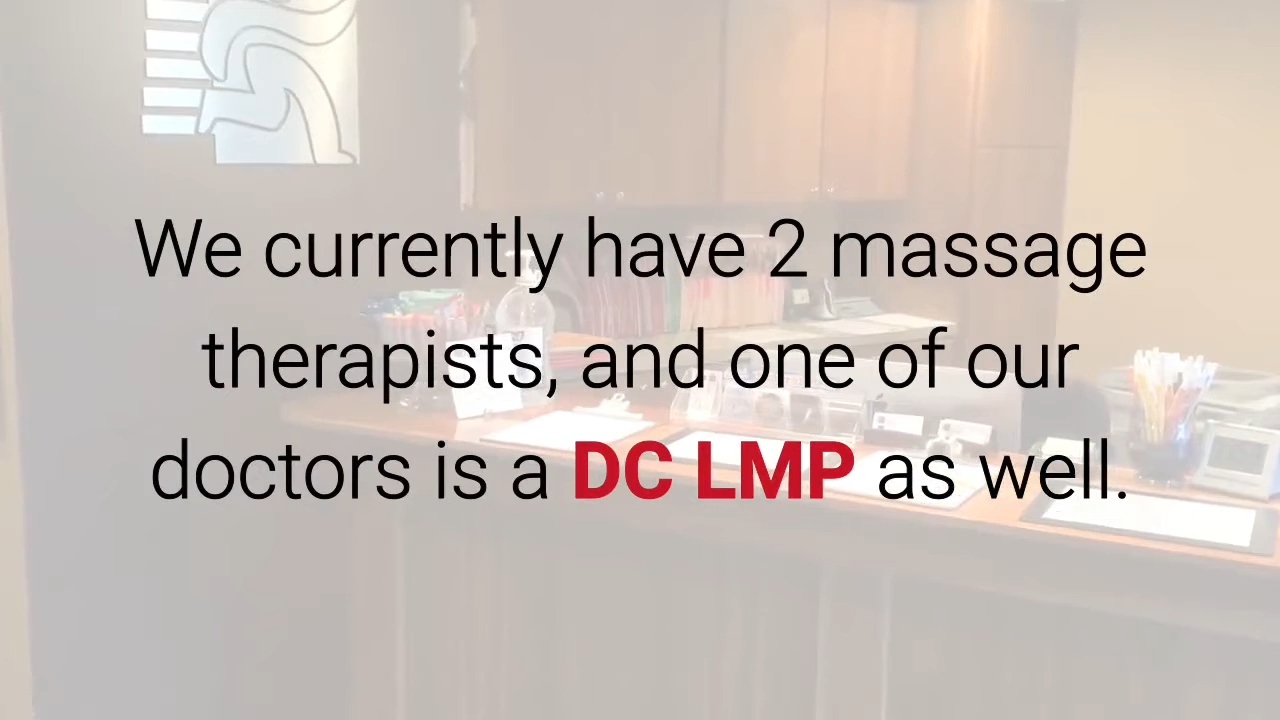 We currently have 2 massage
therapists, and one of our
doctors is a DC LMP as well.